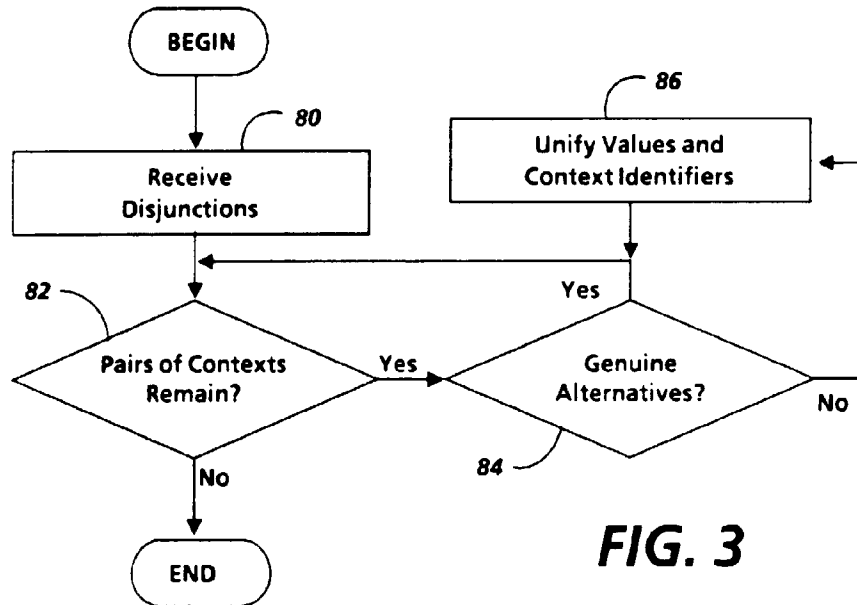 BEGIN
80
Receive
Disjunctions
86
Unify Values and
Context Identifiers
82
Pairs of Contexts
Remain?
Yes
Yes
Genuine
Alternatives?
84
No
No
END
FIG. 3